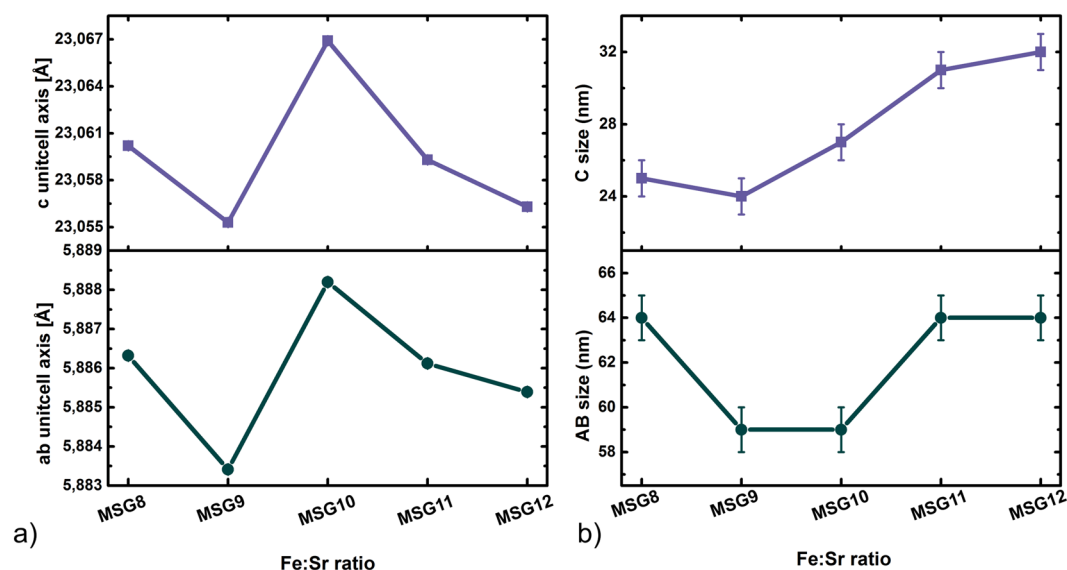 c unitcell axis [Å]
23,067
23,064
23,061
23,058
23,055
ab unitcell axis [Å]
5,889
5,888
5,887
5,886
5,885
5,884
5,883
MSG8 MSG9 MSG10 MSG11 MSG12
a)
Fe:Sr ratio
C size (nm)
32
28
24
AB size (nm)
66
64
62
60
58
MSG8 MSG9 MSG10 MSG11 MSG12
b)
Fe:Sr ratio